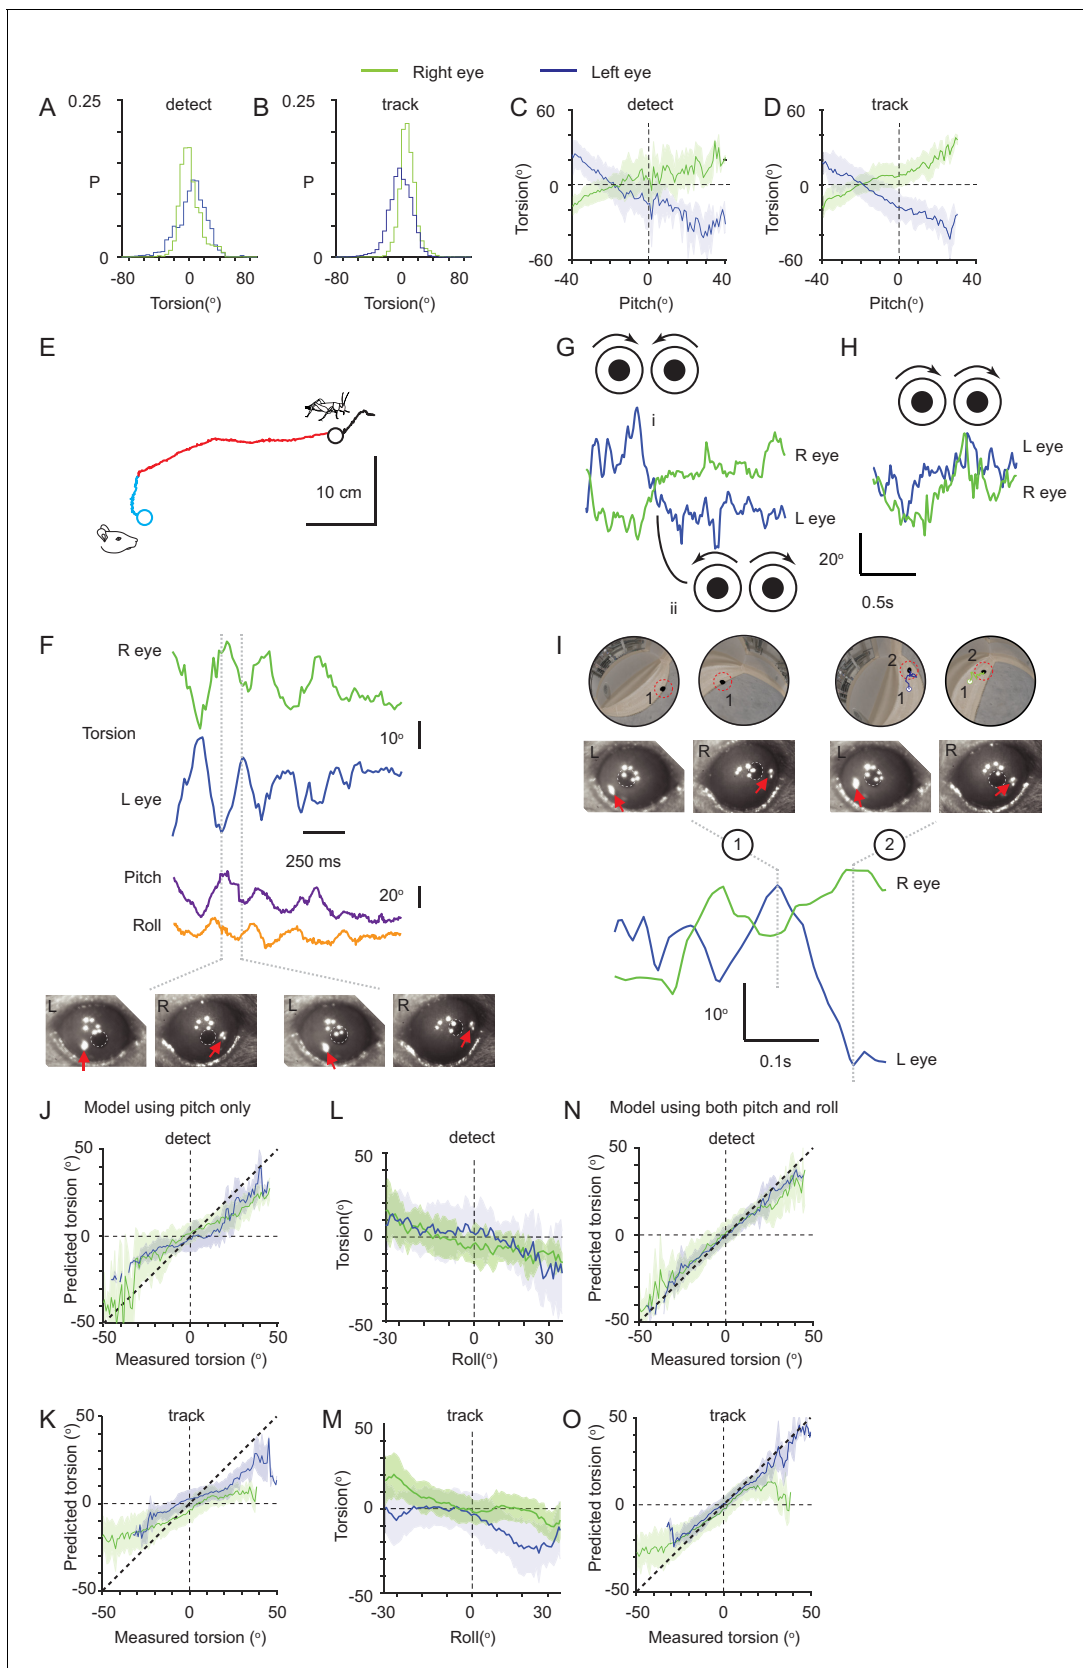 Right eye
Left eye
A
0.25
detect
P
0
-80
0
80
Torsion(°)
B
0.25
track
P
0
-80
0
80
Torsion(°)
C
60
detect
Torsion(°)
0
-60
-40
0
40
Pitch(°)
D
60
track
Torsion(°)
0
-60
-40
0
40
Pitch(°)
E
10 cm
G
i
R eye
L eye
ii
H
L eye
R eye
20°
0.5s
F
R eye
Torsion
10°
L eye
250 ms
Pitch
20°
Roll
L
R
L
R
I
1
1
2
1
2
1
L
R
L
R
1
2
R eye
10°
0.1s
L eye
J
Model using pitch only
detect
50
Predicted torsion (°)
0
-50
-50
0
50
Measured torsion (°)
L
detect
50
Torsion(°)
0
-50
-30
0
30
Roll(°)
N
Model using both pitch and roll
detect
50
Predicted torsion (°)
0
-50
-50
0
50
Measured torsion (°)
K
track
50
Predicted torsion (°)
0
-50
-50
0
50
Measured torsion (°)
M
track
50
Torsion(°)
0
-50
-30
0
30
Roll(°)
O
track
50
Predicted torsion (°)
0
-50
-50
0
50
Measured torsion (°)